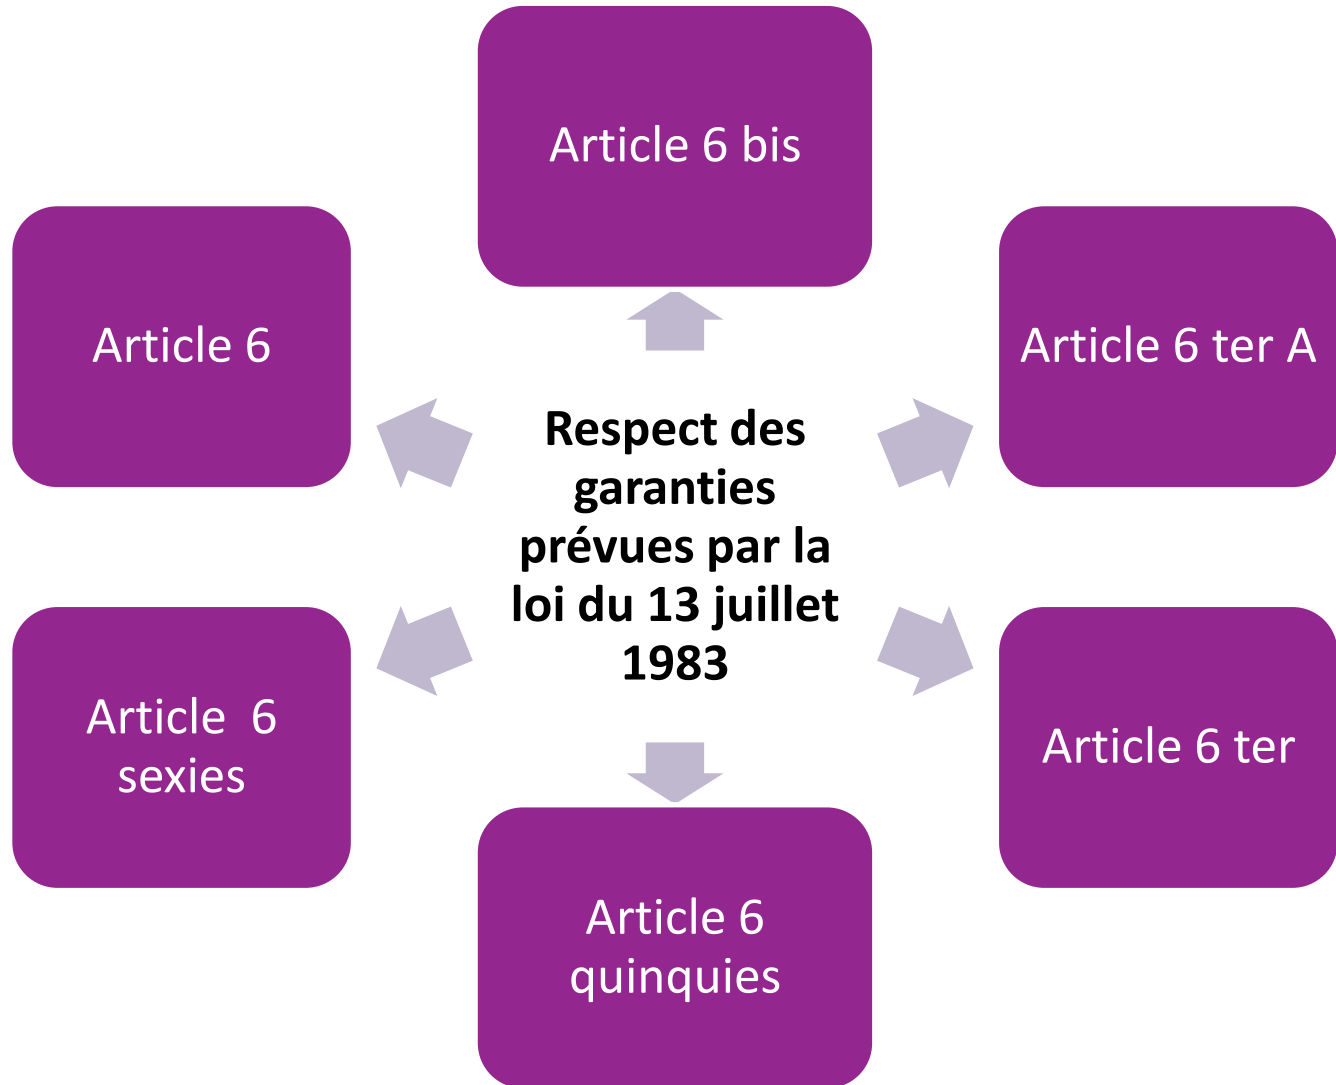 Article 6 bis
Article 6
Article 6 ter A
Respect des
garanties
prévues par la
loi du 13 juillet
1983
Article  6
sexies
Article 6 ter
Article 6
quinquies